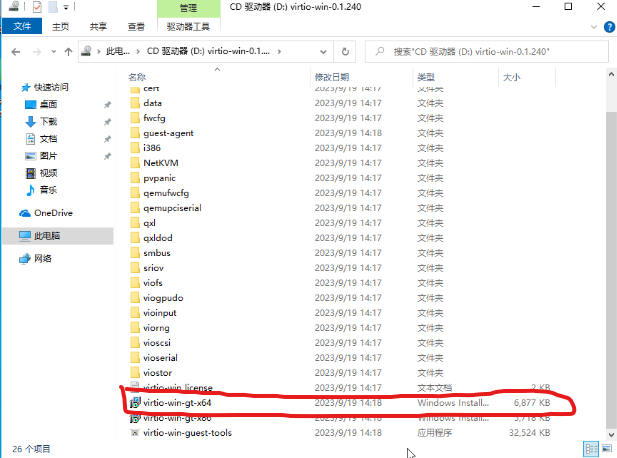 管理
CD 驱动器 (D:) virtio-win-0.1.240
文件 主页 共享 查看 驱动器工具
此电... CD 驱动器 (D:) virtio-win-0.1....
搜索"CD 驱动器 (D:) virtio-win-0.1.240"
名称 修改日期 类型 大小
快速访问
桌面
下载
文档
图片
视频
音乐
OneDrive
此电脑
网络
cert 2023/9/19 14:17 文件夹
data 2023/9/19 14:17 文件夹
fwcfg 2023/9/19 14:17 文件夹
guest-agent 2023/9/19 14:18 文件夹
i386 2023/9/19 14:17 文件夹
NetKVM 2023/9/19 14:17 文件夹
pvpanic 2023/9/19 14:17 文件夹
qemufwcfg 2023/9/19 14:17 文件夹
qemupciserial 2023/9/19 14:17 文件夹
qxl 2023/9/19 14:17 文件夹
qxldod 2023/9/19 14:17 文件夹
smbus 2023/9/19 14:17 文件夹
sriov 2023/9/19 14:17 文件夹
viofs 2023/9/19 14:17 文件夹
viogpudo 2023/9/19 14:17 文件夹
vioinput 2023/9/19 14:17 文件夹
viorng 2023/9/19 14:17 文件夹
vioscsi 2023/9/19 14:17 文件夹
vioserial 2023/9/19 14:17 文件夹
viostor 2023/9/19 14:17 文件夹
virtio-win_license 2023/9/19 14:17 文本文档 2 KB
virtio-win-gt-x64 2023/9/19 14:18 Windows Install... 6,877 KB
virtio-win-gt-x86 2023/9/19 14:18 Windows Install... 3,718 KB
virtio-win-guest-tools 2023/9/19 14:18 应用程序 32,524 KB
26 个项目